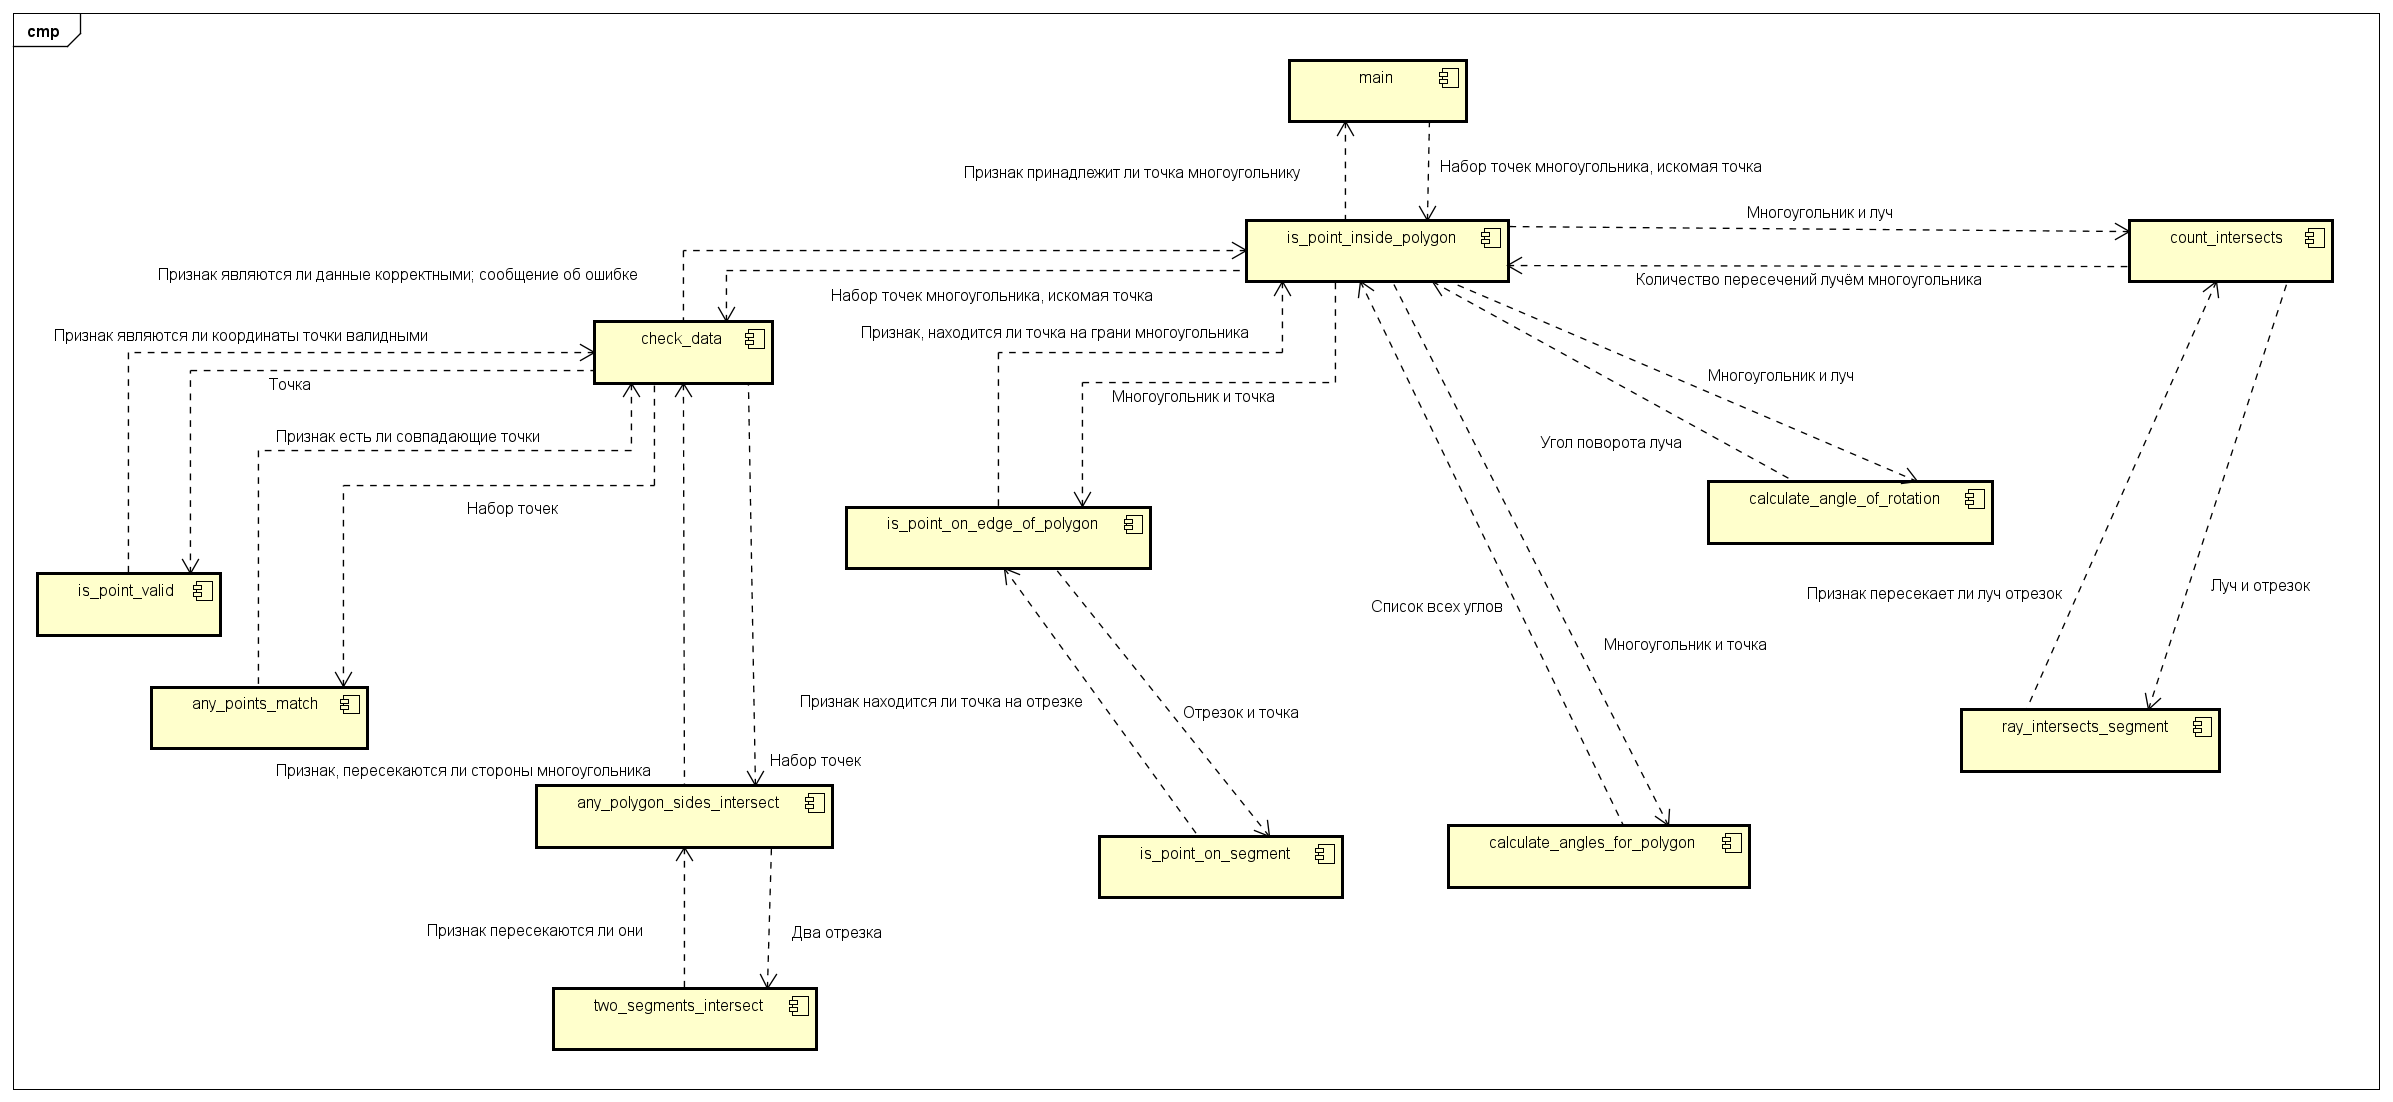 cmp
main
Признак принадлежит ли точка многоугольнику
Набор точек многоугольника, искомая точка
is_point_inside_polygon
Многоугольник и луч
count_intersects
Признак являются ли данные корректными; сообщение об ошибке
Количество пересечений лучём многоугольника
Набор точек многоугольника, искомая точка
Признак являются ли координаты точки валидными
check_data
Признак, находится ли точка на грани многоугольника
Точка
Многоугольник и точка
Многоугольник и луч
Признак есть ли совпадающие точки
Угол поворота луча
Набор точек
is_point_on_edge_of_polygon
calculate_angle_of_rotation
is_point_valid
Признак пересекает ли луч отрезок
Луч и отрезок
Список всех углов
Многоугольник и точка
any_points_match
Признак находится ли точка на отрезке
Отрезок и точка
ray_intersects_segment
Признак, пересекаются ли стороны многоугольника
Набор точек
any_polygon_sides_intersect
is_point_on_segment
calculate_angles_for_polygon
Признак пересекаются ли они
Два отрезка
two_segments_intersect